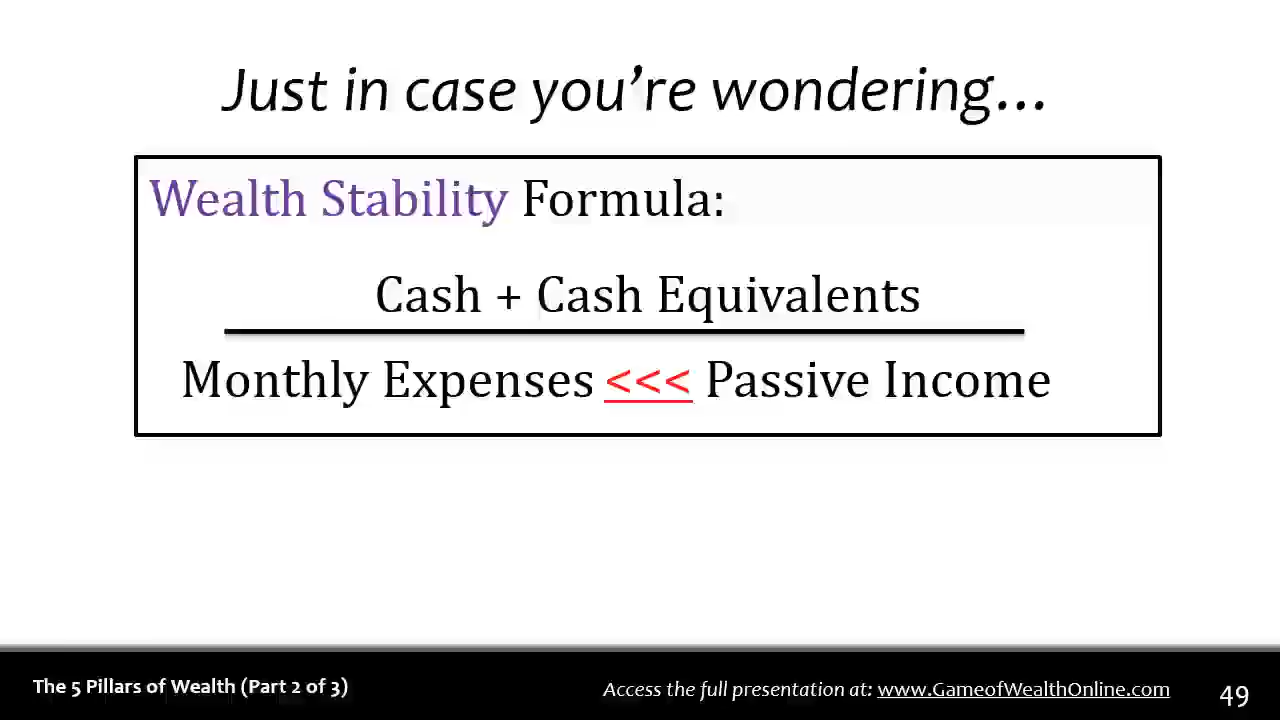 Just in case you’re wondering…
Wealth Stability Formula:
Cash + Cash Equivalents
Monthly Expenses <<< Passive Income
The 5 Pillars of Wealth (Part 2 of 3)
Access the full presentation at: www.GameofWealthOnline.com
49